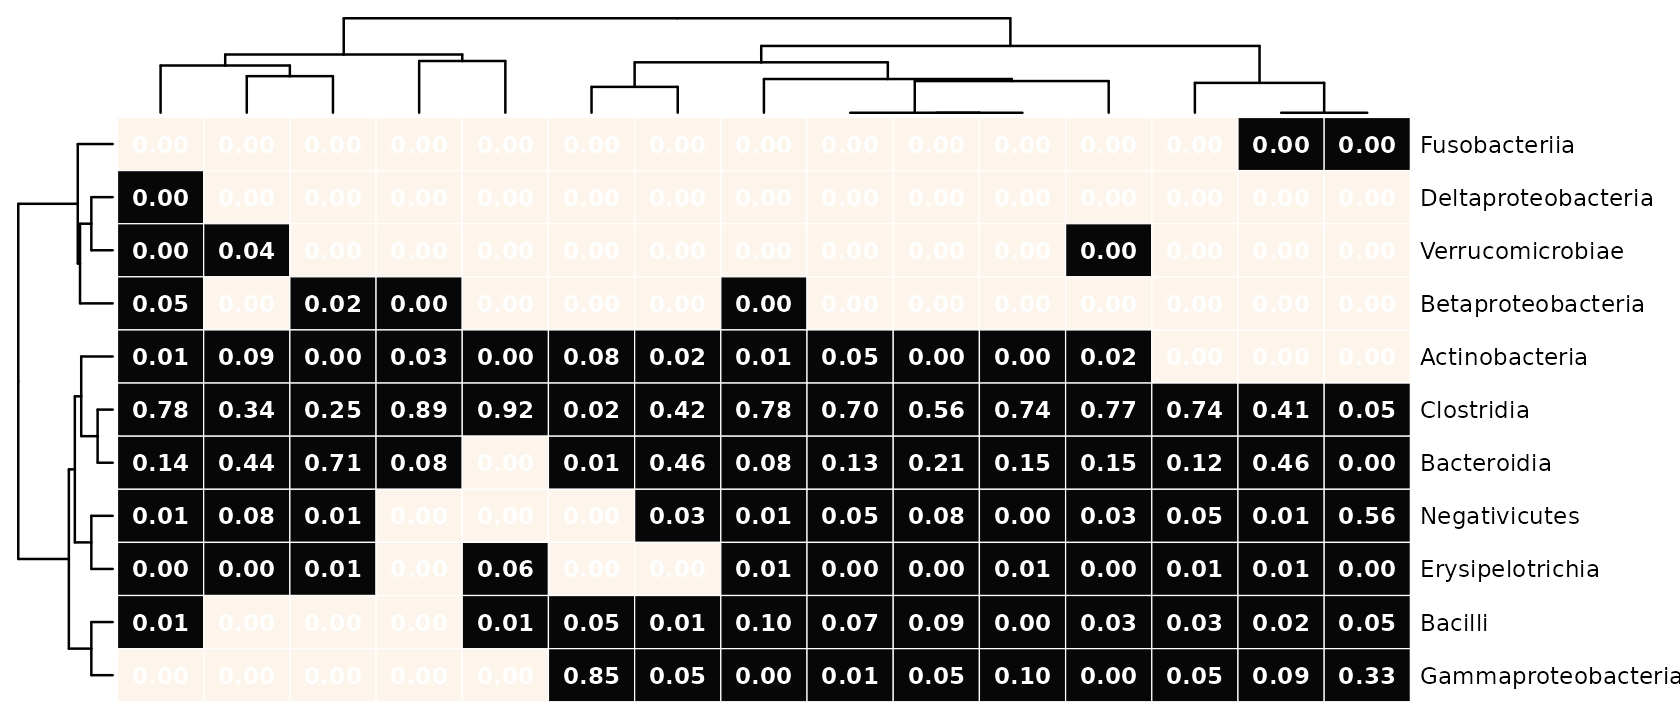 0.00 0.00 0.00 0.00 0.00 0.00 0.00 0.00 0.00 0.00 0.00 0.00 0.00 0.00 0.00 Fusobacteriia
0.00 0.00 0.00 0.00 0.00 0.00 0.00 0.00 0.00 0.00 0.00 0.00 0.00 0.00 0.00 Deltaproteobacteria
0.00 0.04 0.00 0.00 0.00 0.00 0.00 0.00 0.00 0.00 0.00 0.00 0.00 0.00 0.00 Verrucomicrobiae
0.05 0.00 0.02 0.00 0.00 0.00 0.00 0.00 0.00 0.00 0.00 0.00 0.00 0.00 0.00 Betaproteobacteria
0.01 0.09 0.00 0.03 0.00 0.08 0.02 0.01 0.05 0.00 0.00 0.02 0.00 0.00 0.00 Actinobacteria
0.78 0.34 0.25 0.89 0.92 0.02 0.42 0.78 0.70 0.56 0.74 0.77 0.74 0.41 0.05 Clostridia
0.14 0.44 0.71 0.08 0.00 0.01 0.46 0.08 0.13 0.21 0.15 0.15 0.12 0.46 0.00 Bacteroidia
0.01 0.08 0.01 0.00 0.00 0.00 0.03 0.01 0.05 0.08 0.00 0.03 0.05 0.01 0.56 Negativicutes
0.00 0.00 0.01 0.00 0.06 0.00 0.00 0.01 0.00 0.00 0.01 0.00 0.01 0.01 0.00 Erysipelotrichia
0.01 0.00 0.00 0.00 0.01 0.05 0.01 0.10 0.07 0.09 0.00 0.03 0.03 0.02 0.05 Bacilli
0.00 0.00 0.00 0.00 0.00 0.85 0.05 0.00 0.01 0.05 0.10 0.00 0.05 0.09 0.33 Gammaproteobacteria